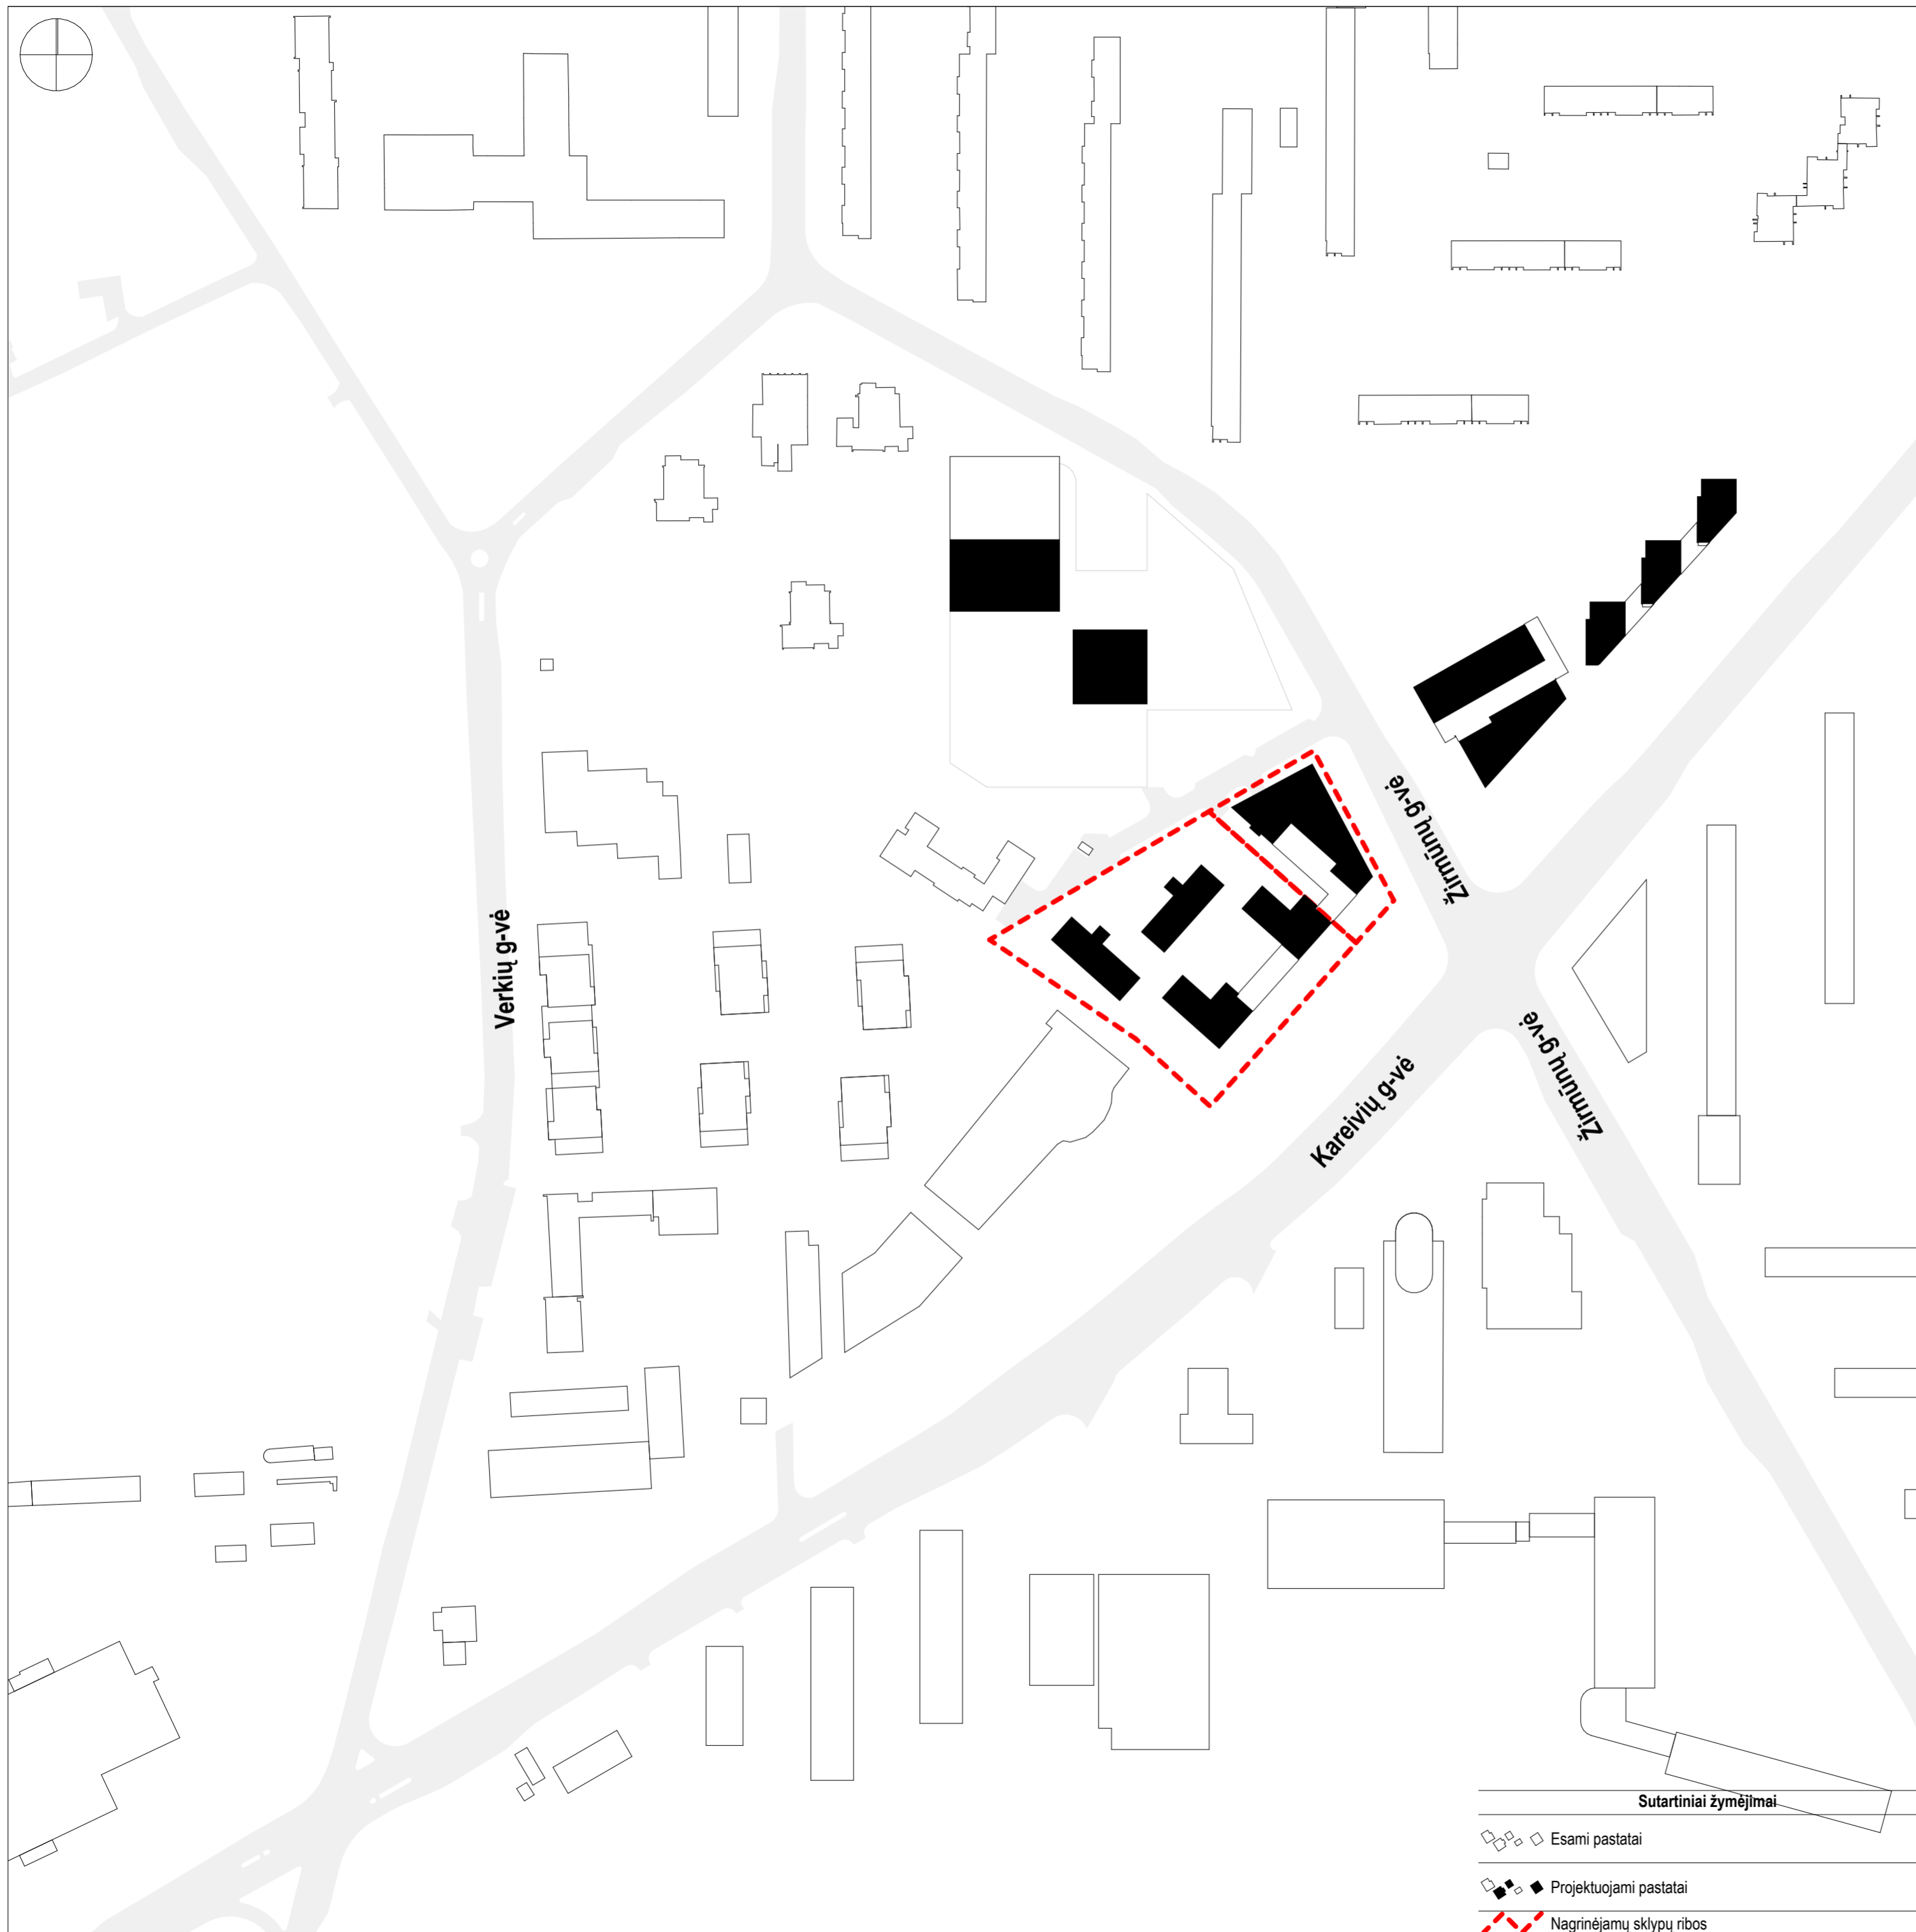 Žirmūnų g-vė
Verkių g-vė
Žirmūnų g-vė
Kareivių g-vė
Sutartiniai žymėjimai
Esami pastatai
Projektuojami pastatai
Nagrinėjamų sklypų ribos